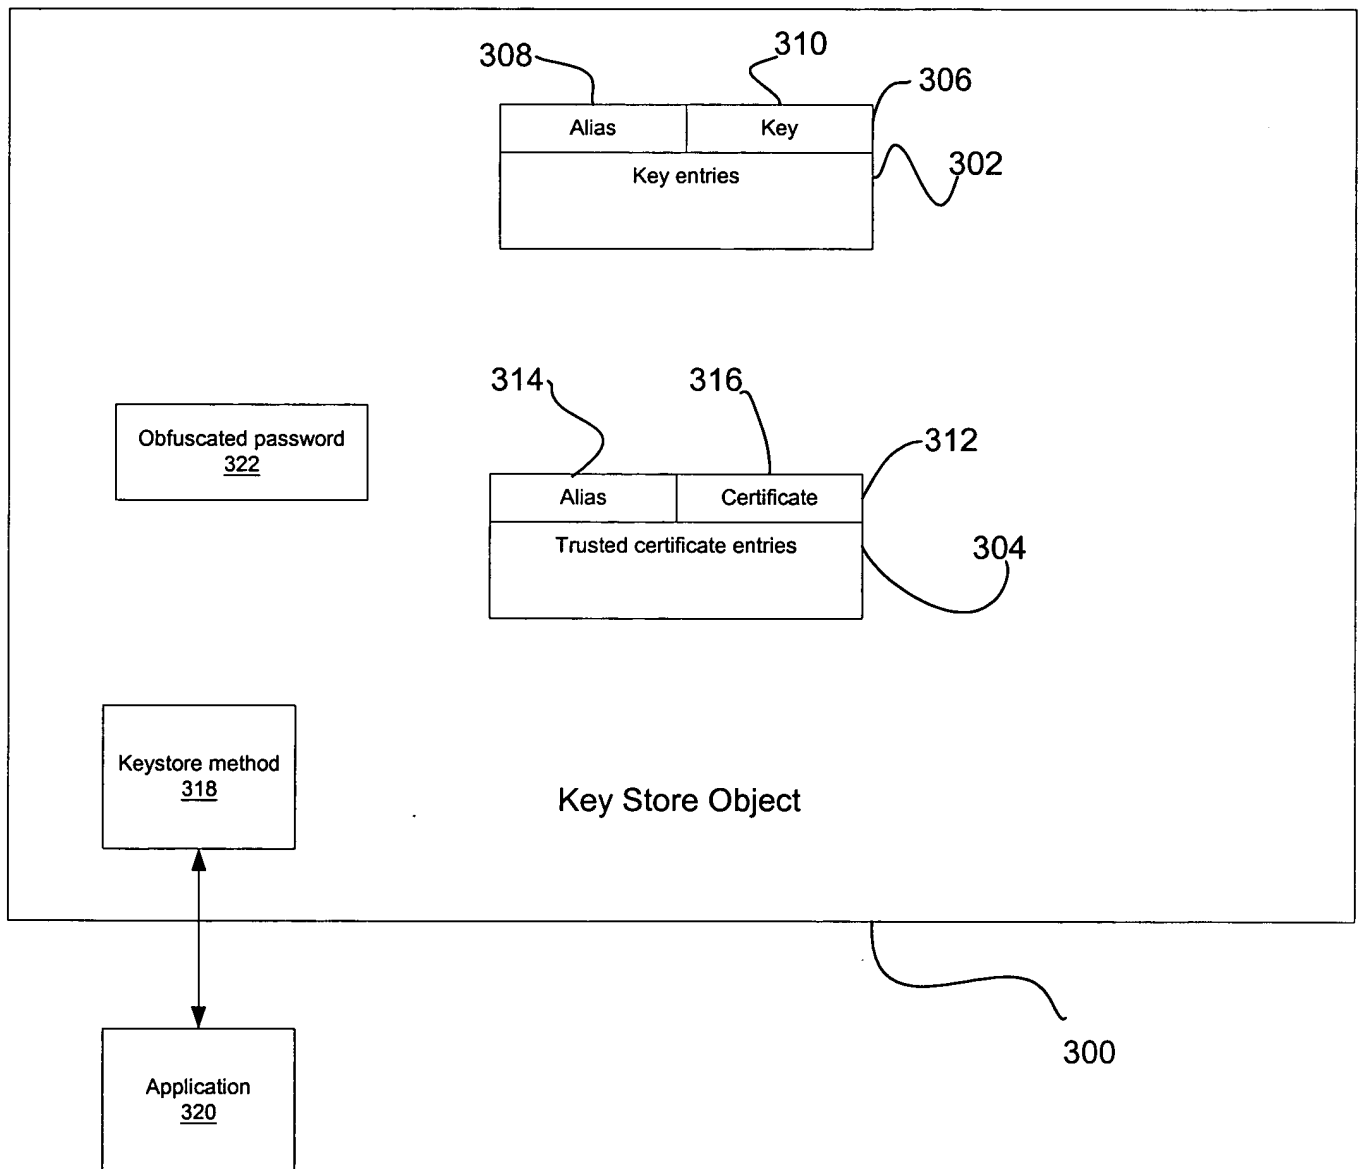 308
310
306
Alias
Key
302
Key entries
314
316
312
Obfuscated password
322
Alias
Certificate
304
Trusted certificate entries
Keystore method
318
Key Store Object
300
Application
320